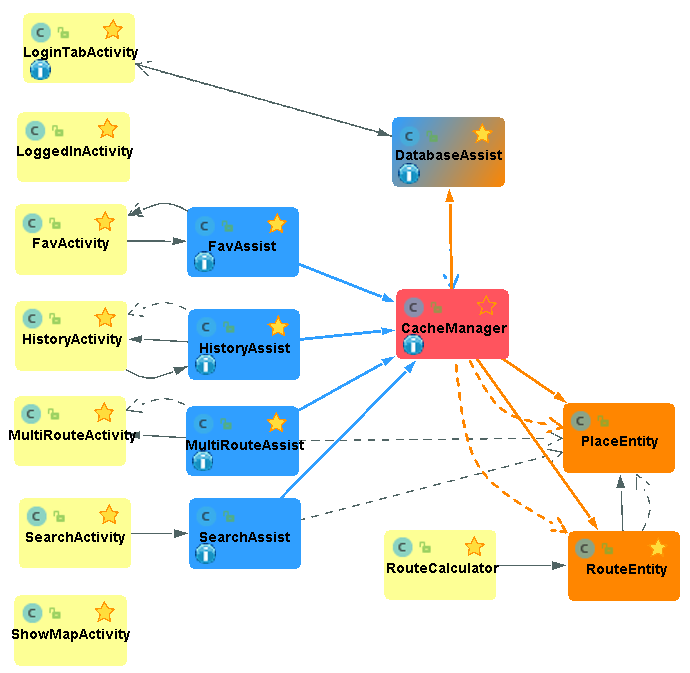 LoginTabActivity
LoggedInActivity
DatabaseAssist
FavActivity
FavAssist
HistoryActivity
HistoryAssist
CacheManager
MultiRouteActivity
MultiRouteAssist
PlaceEntity
SearchActivity
SearchAssist
RouteCalculator
RouteEntity
ShowMapActivity